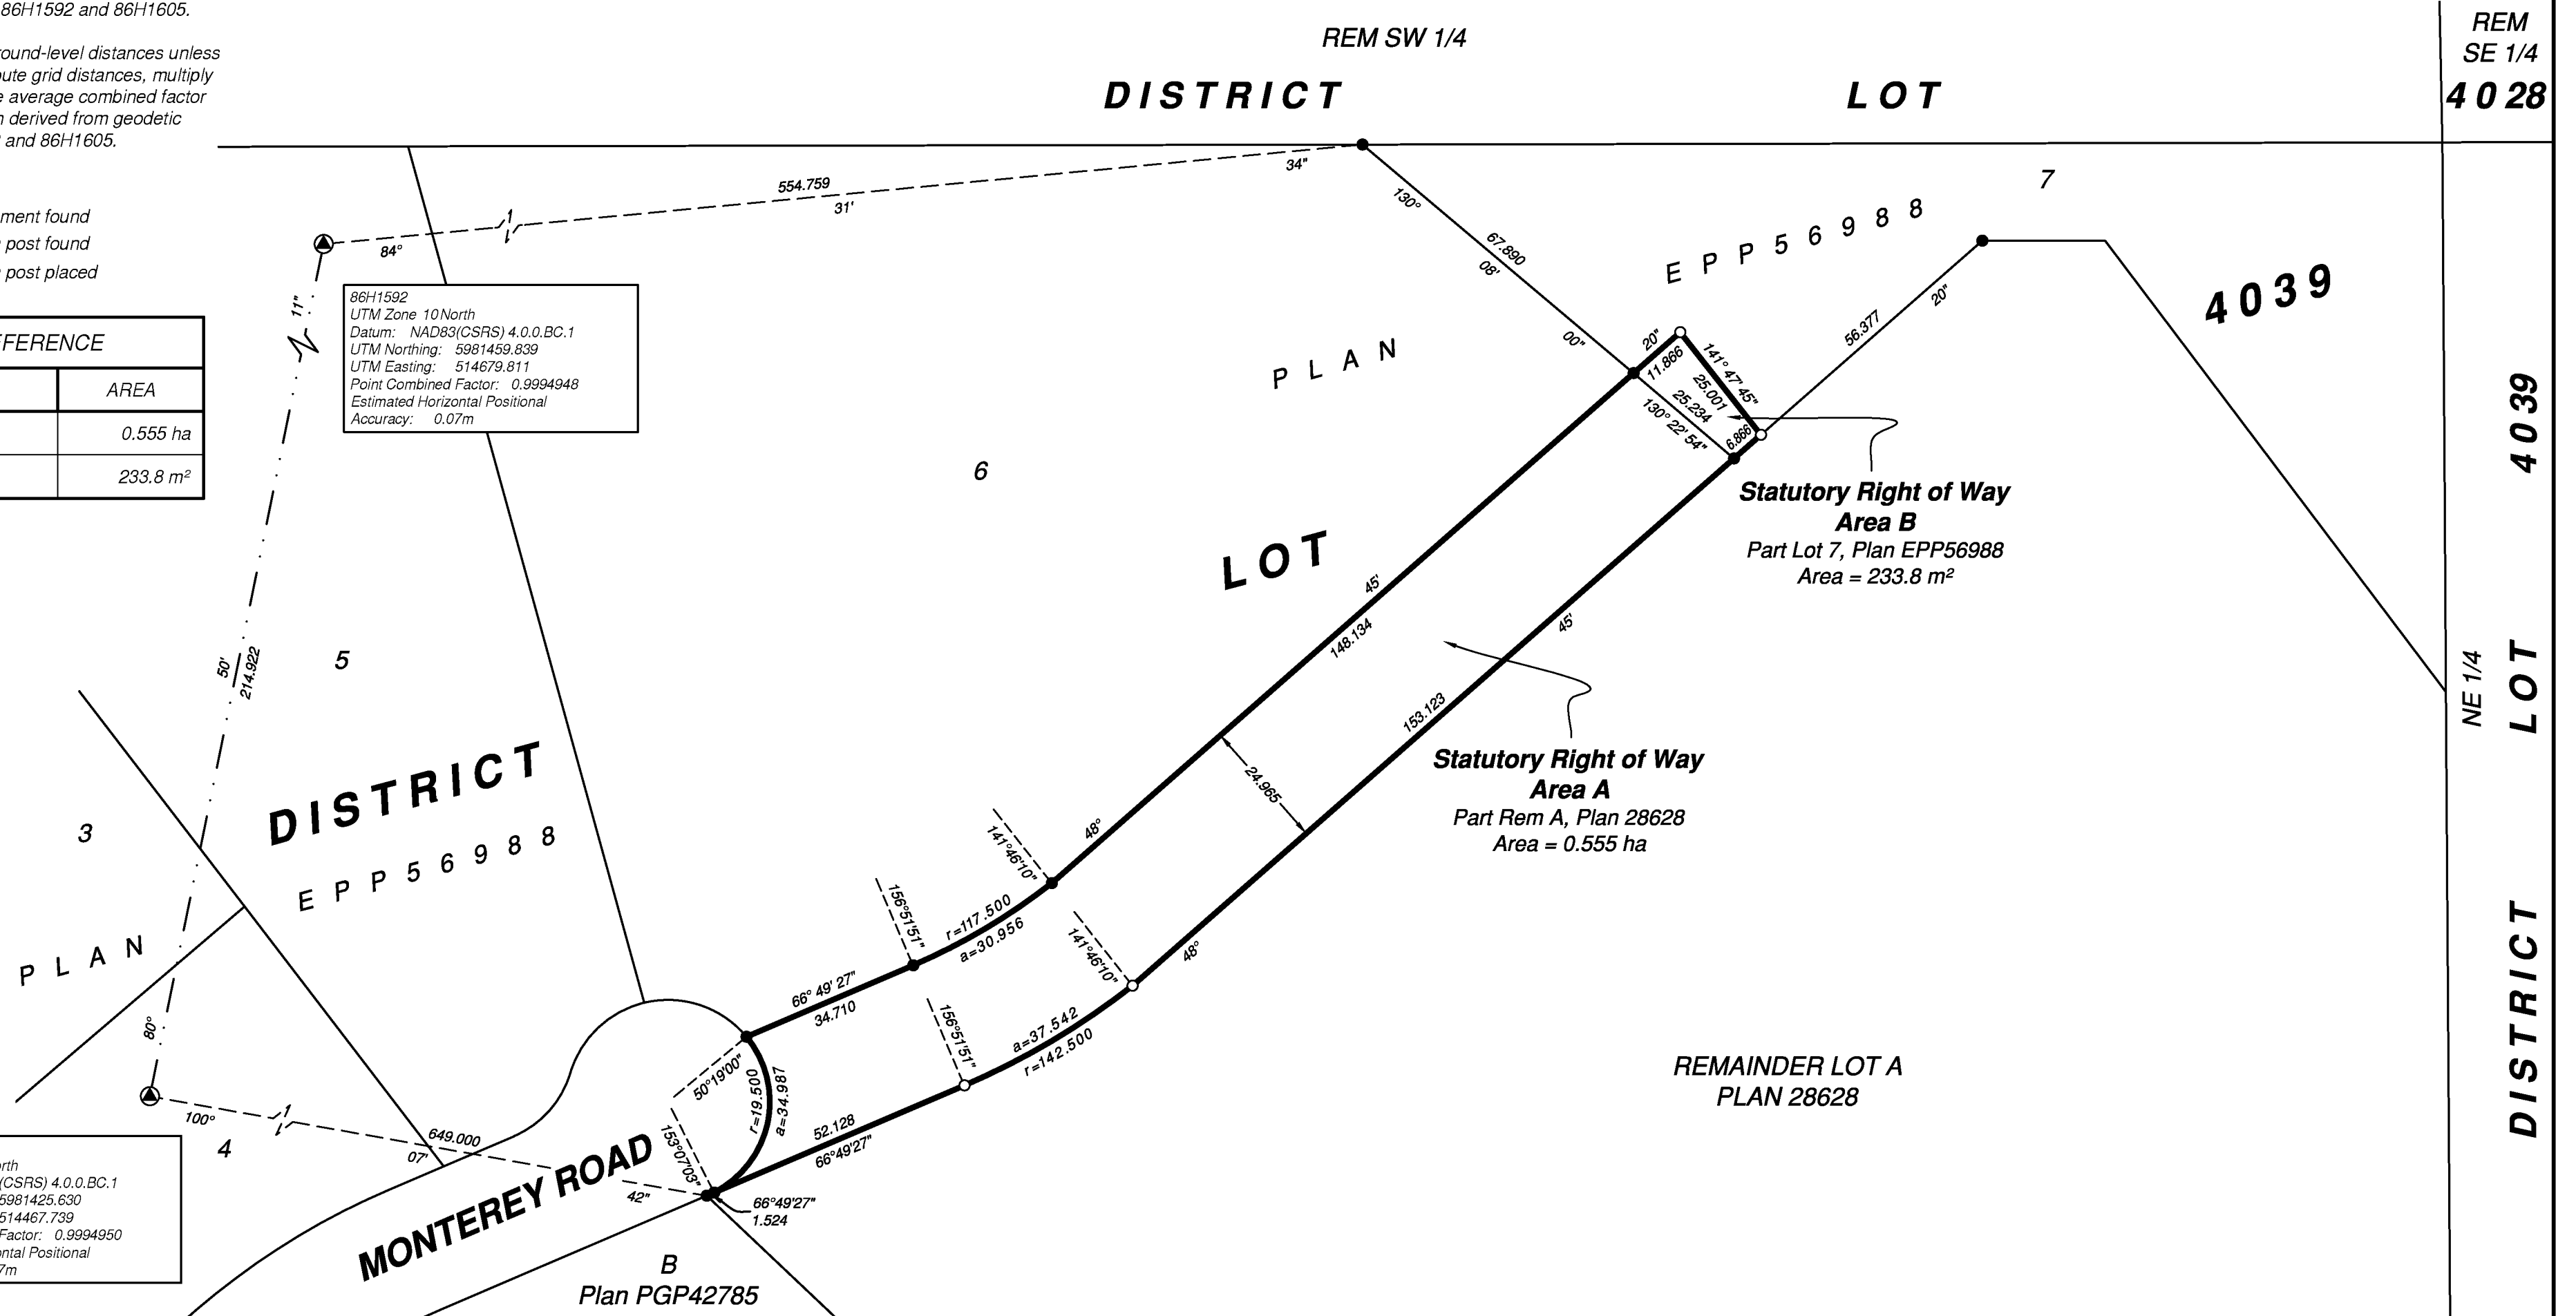 86H1592 and 86H1605.
ound-level distances unless
ute grid distances, multiply
e average combined factor
n derived from geodetic
and 86H1605.
ment found
post found
post placed
FERENCE
AREA
0.555 ha
233.8 m²
REM SW 1/4
DISTRICT LOT
REM
SE 1/4
4028
34"
554.759
31'
84°
11"
86H1592
UTM Zone 10 North
Datum: NAD83(CSRS) 4.0.0.BC.1
UTM Northing: 5981459.839
UTM Easting: 514679.811
Point Combined Factor: 0.9994948
Estimated Horizontal Positional
Accuracy: 0.07m
130°
67.890
08'
00"
7
EPP56988
PLAN
4039
20"
56.377
20"
11.866
141° 47' 45"
25.001
25.234
130° 22' 54"
6.866
Statutory Right of Way
Area B
Part Lot 7, Plan EPP56988
Area = 233.8 m²
6
LOT
45'
148.134
45'
153.123
24.965
Statutory Right of Way
Area A
Part Rem A, Plan 28628
Area = 0.555 ha
50'
214.922
5
3
DISTRICT
EPP56988
PLAN
80°
48°
141°46'10"
156°51'51"
r=117.500
a=30.956
141°46'10"
48°
66° 49' 27"
34.710
156°51'51"
a=37.542
r=142.500
50°19'00"
r=19.500
a=34.987
52.128
66°49'27"
153°07'03"
100°
649.000
07'
42"
4
66°49'27"
1.524
MONTEREY ROAD
REMAINDER LOT A
PLAN 28628
B
Plan PGP42785
rth
(CSRS) 4.0.0.BC.1
5981425.630
514467.739
Factor: 0.9994950
ontal Positional
7m
4039
NE 1/4
LOT
DISTRICT